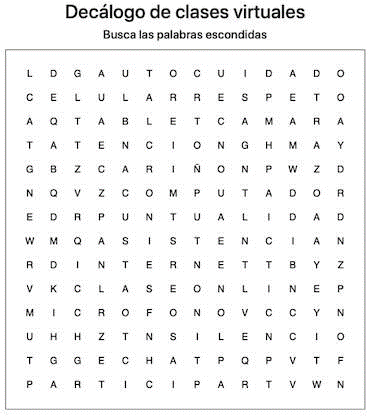 Decálogo de clases virtuales
Busca las palabras escondidas
L D G A U T O C U I D A D O
C E L U L A R R E S P E T O
A Q T A B L E T C A M A R A
T A T E N C I O N G H M A Y
G B Z C A R I Ñ O N P W Z D
N Q V Z C O M P U T A D O R
E D R P U N T U A L I D A D
W M Q A S I S T E N C I A N
R D I N T E R N E T T B Y Z
V K C L A S E O N L I N E P
M I C R O F O N O V C C Y N
U H H Z T N S I L E N C I O
T G G E C H A T P Q P V T F
P A R T I C I P A R T V W N